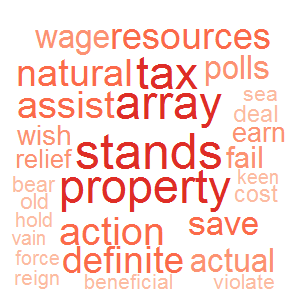 wage resources
natural tax polls
assist array sea
deal
wish earn
relief stands fail
bear property keen
old cost
hold action save
vain
force definite actual
reign beneficial violate